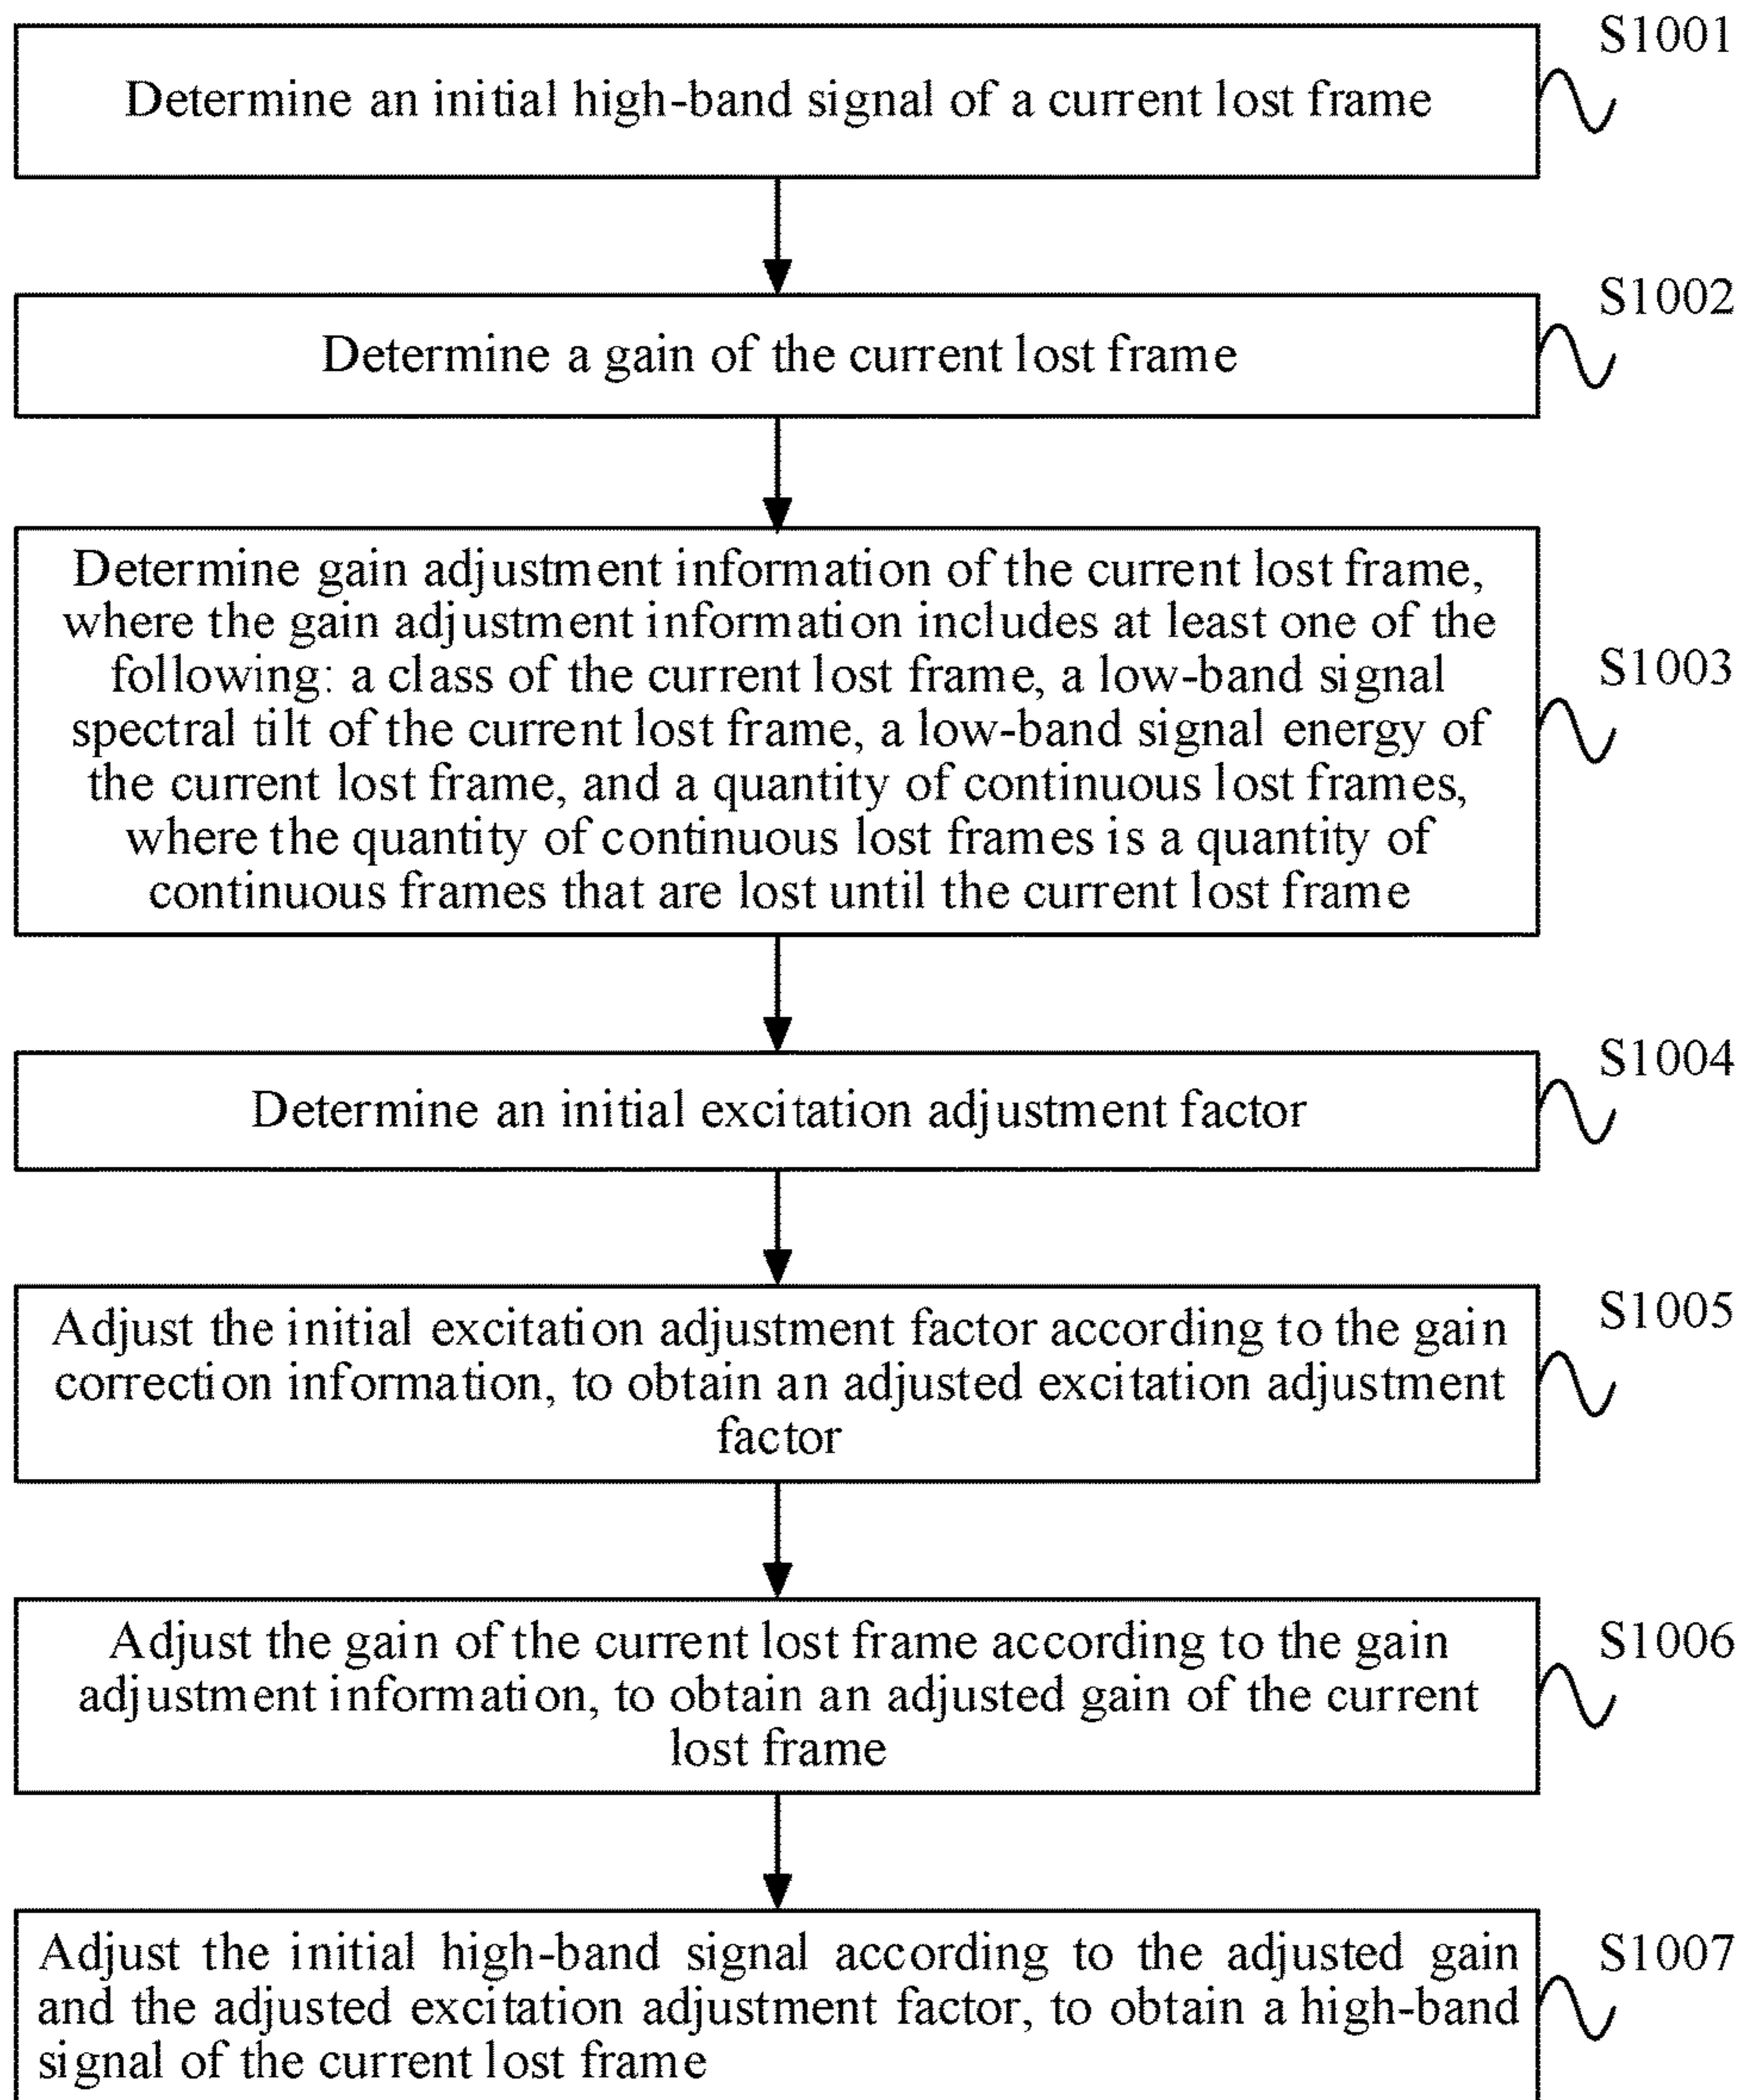 S1001
Determine an initial high-band signal of a current lost frame
S1002
Determine a gain of the current lost frame
Determine gain adjustment information of the current lost frame,
where the gain adjustment information includes at least one of the
following: a class of the current lost frame, a low-band signal
S1003
spectral tilt of the current lost frame, a low-band signal energy of
the current lost frame, and a quantity of continuous lost frames,
where the quantity of continuous lost frames is a quantity of
continuous frames that are lost until the current lost frame
S1004
Determine an initial excitation adjustment factor
S1005
Adjust the initial excitation adjustment factor according to the gain
correction information, to obtain an adjusted excitation adjustment
factor
S1006
Adjust the gain of the current lost frame according to the gain
adjustment information, to obtain an adjusted gain of the current
lost frame
S1007
Adjust the initial high-band signal according to the adjusted gain
and the adjusted excitation adjustment factor, to obtain a high-band
signal of the current lost frame